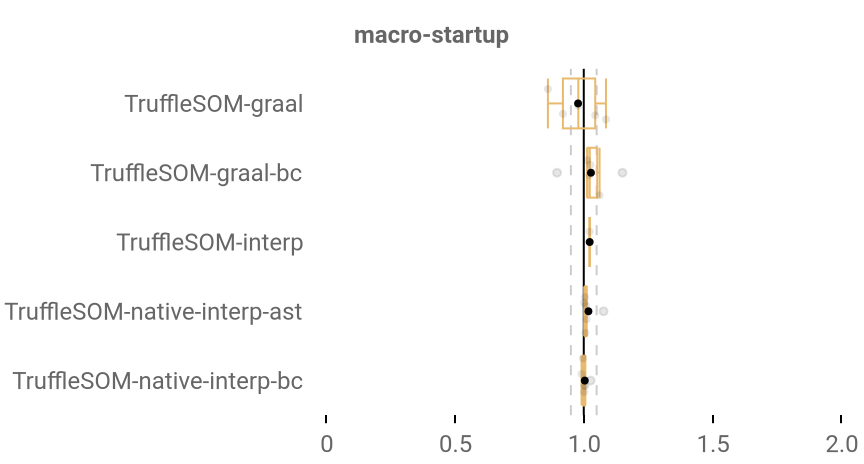 macro-startup
TruffleSOM-graal
TruffleSOM-graal-bc
TruffleSOM-interp
TruffleSOM-native-interp-ast
TruffleSOM-native-interp-bc
0 0.5 1.0 1.5 2.0